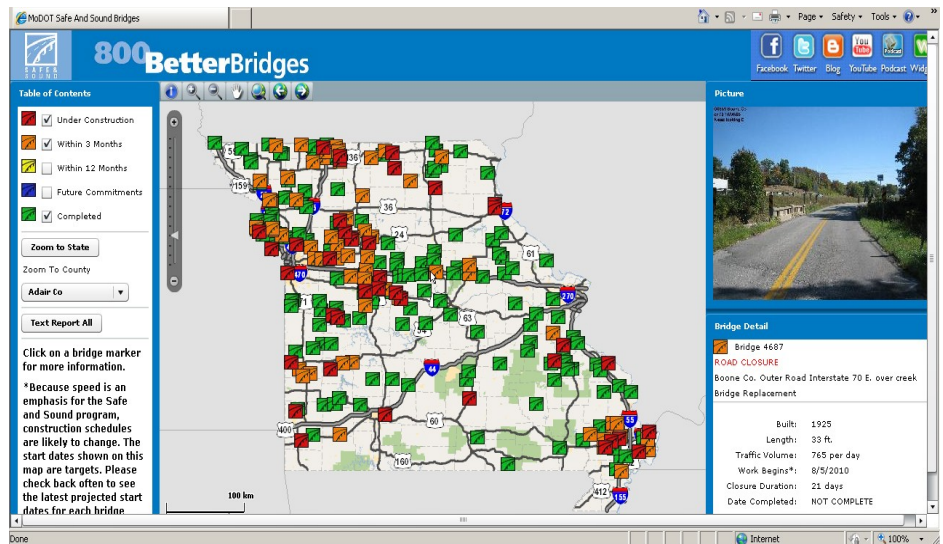 MoDOT Safe And Sound Bridges
Page
Safety
Tools
SAFE &
SOUND
800BetterBridges
Facebook Twitter Blog YouTube Podcast
Table of Contents
Under Construction
Within 3 Months
Within 12 Months
Future Commitments
Completed
Zoom to State
Zoom To County
Adair Co
Text Report All
Click on a bridge marker
for more information.
*Because speed is an
emphasis for the Safe
and Sound program,
construction schedules
are likely to change. The
start dates shown on this
map are targets. Please
check back often to see
the latest projected start
dates for each bridge
36
159
36
72
24
61
470
71
270
63
54
44
60
400
55
160
412
155
100 km
Picture
Bridge Detail
Bridge 4687
ROAD CLOSURE
Boone Co. Outer Road Interstate 70 E. over creek
Bridge Replacement
Built: 1925
Length: 33 ft.
Traffic Volume: 765 per day
Work Begins*: 8/5/2010
Closure Duration: 21 days
Date Completed: NOT COMPLETE
Done
Internet
100%